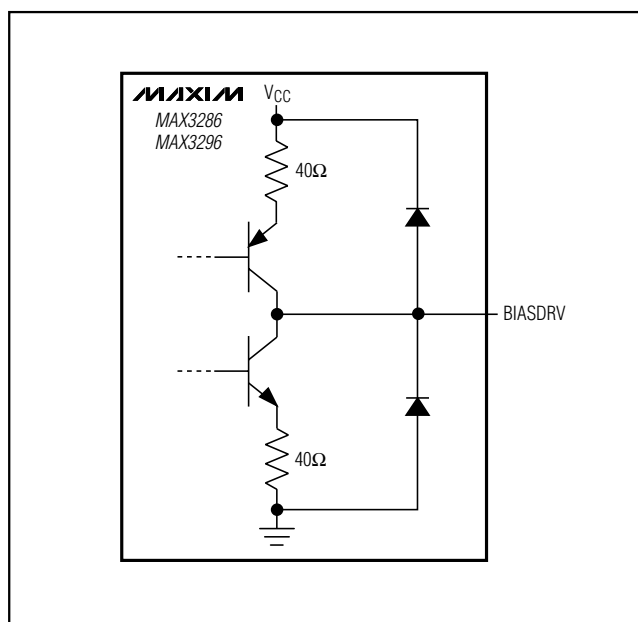 MAXIM
VCC
MAX3286
MAX3296
40Ω
BIASDRV
40Ω